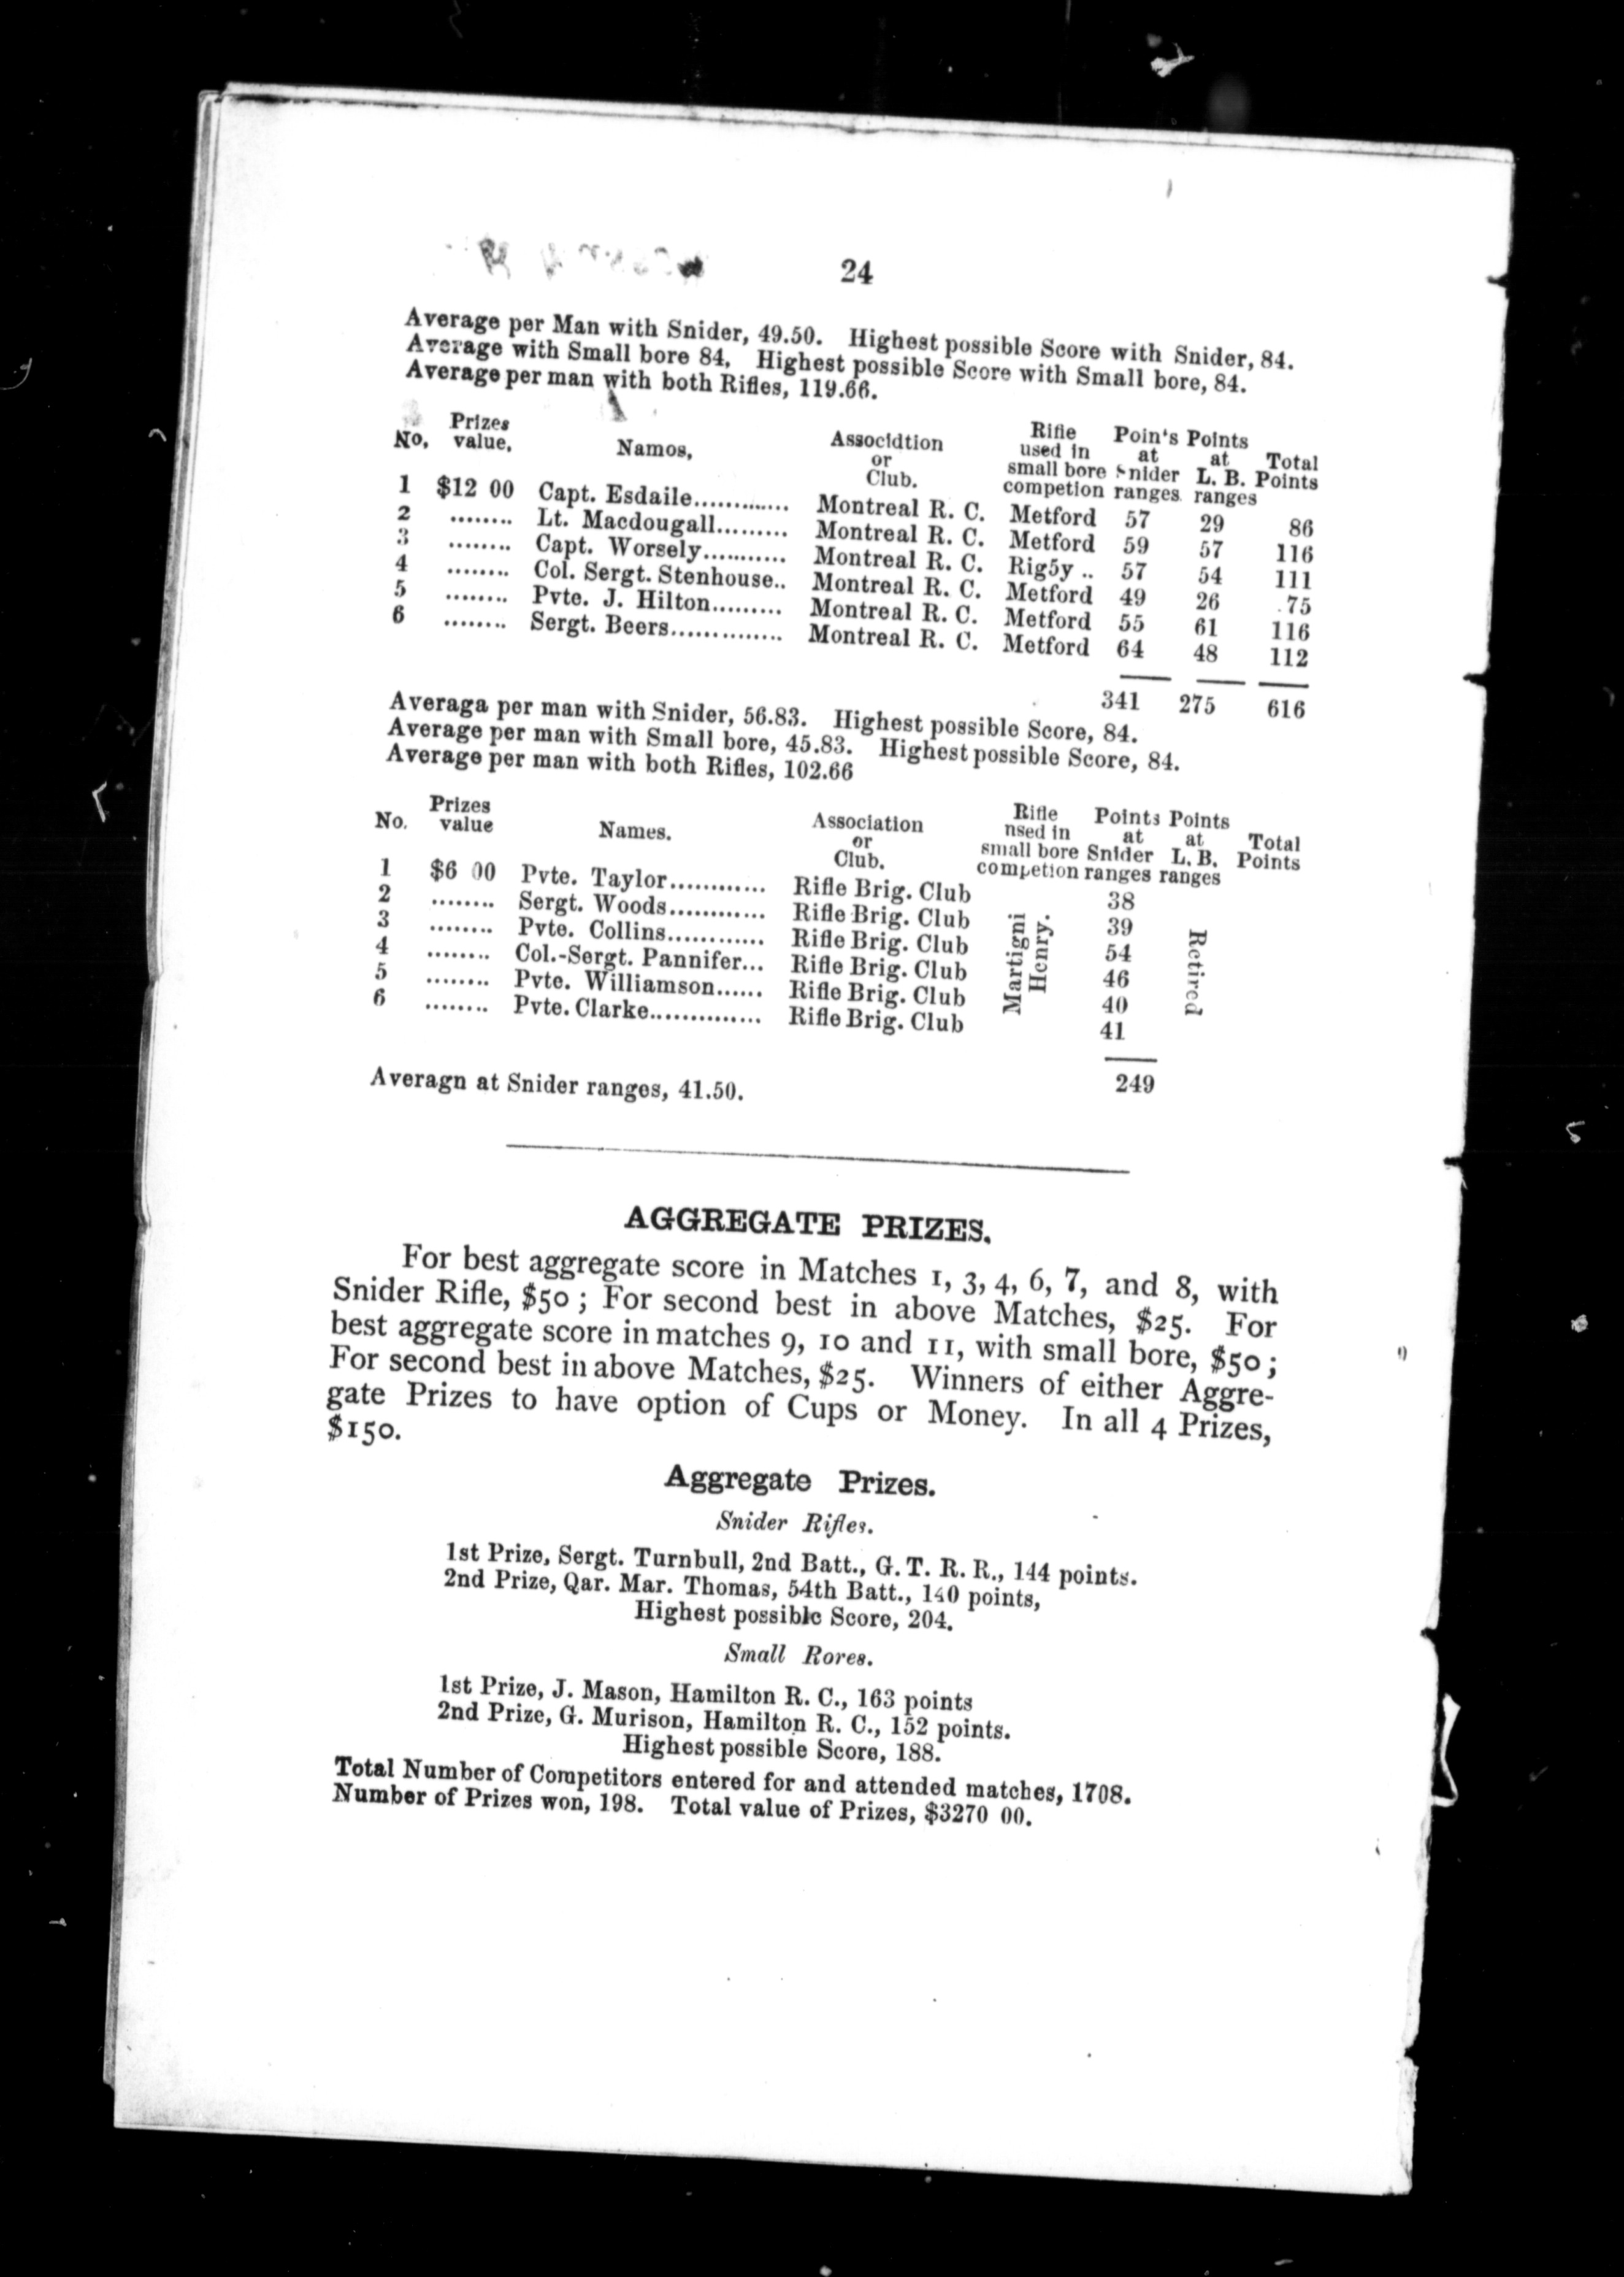 24
Average per Man with Snider, 49.50. Highest possible Score with Snider, 84.
Average with Small bore 84, Highest possible Score with Small bore, 84.
Average per man with both Rifles, 119.66.
No, Prizes value, Namos, Associdtion or Club. Rifle used in small bore competion Poin's at Snider ranges. Points at L. B. ranges Total Points
1 $12 00 Capt. Esdaile............ Montreal R. C. Metford 57 29 86
2 ........ Lt. Macdougall......... Montreal R. C. Metford 59 57 116
3 ........ Capt. Worsely........... Montreal R. C. Rig5y .. 57 54 111
4 ........ Col. Sergt. Stenhouse.. Montreal R. C. Metford 49 26 75
5 ........ Pvte. J. Hilton......... Montreal R. C. Metford 55 61 116
6 ........ Sergt. Beers.............. Montreal R. C. Metford 64 48 112
341 275 616
Averaga per man with Snider, 56.83. Highest possible Score, 84.
Average per man with Small bore, 45.83. Highest possible Score, 84.
Average per man with both Rifles, 102.66
No. Prizes value Names. Association or Club. Rifle nsed in small bore competion Points at Snider ranges Points at L. B. ranges Total Points
1 $6 00 Pvte. Taylor............ Rifle Brig. Club Martigni Henry. 38 Retired
2 ........ Sergt. Woods............ Rifle Brig. Club 39
3 ........ Pvte. Collins............ Rifle Brig. Club 54
4 ........ Col.-Sergt. Pannifer... Rifle Brig. Club 46
5 ........ Pvte. Williamson...... Rifle Brig. Club 40
6 ........ Pvte. Clarke.............. Rifle Brig. Club 41
249
Averagn at Snider ranges, 41.50.
AGGREGATE PRIZES.
For best aggregate score in Matches 1, 3, 4, 6, 7, and 8, with
Snider Rifle, $50 ; For second best in above Matches, $25. For
best aggregate score in matches 9, 10 and 11, with small bore, $50 ;
For second best in above Matches, $25. Winners of either Aggre-
gate Prizes to have option of Cups or Money. In all 4 Prizes,
$150.
Aggregate Prizes.
Snider Rifles.
1st Prize, Sergt. Turnbull, 2nd Batt., G. T. R. R., 144 points.
2nd Prize, Qar. Mar. Thomas, 54th Batt., 140 points,
Highest possible Score, 204.
Small Rores.
1st Prize, J. Mason, Hamilton R. C., 163 points
2nd Prize, G. Murison, Hamilton R. C., 152 points.
Highest possible Score, 188.
Total Number of Competitors entered for and attended matches, 1708.
Number of Prizes won, 198. Total value of Prizes, $3270 00.